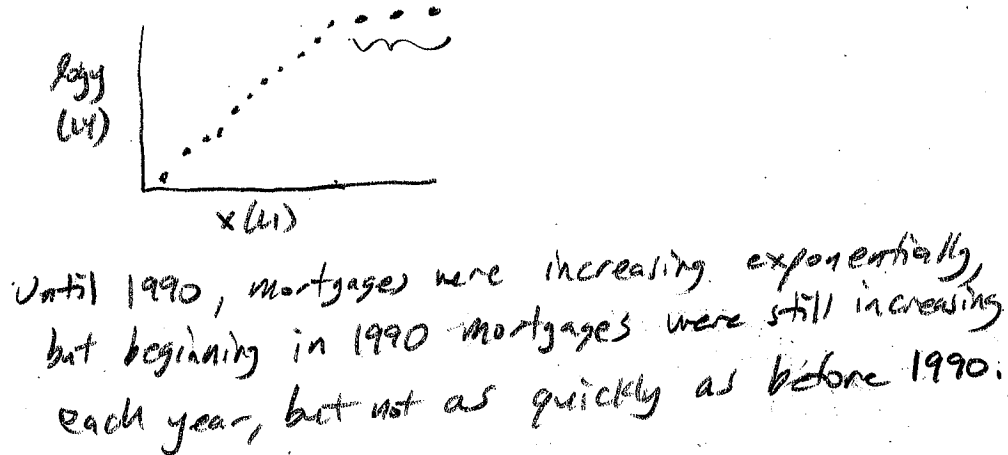 logy
(L4)
x (L1)
Until 1990, mortgages were increasing exponentially,
but beginning in 1990 mortgages were still increasing
each year, but not as quickly as before 1990.